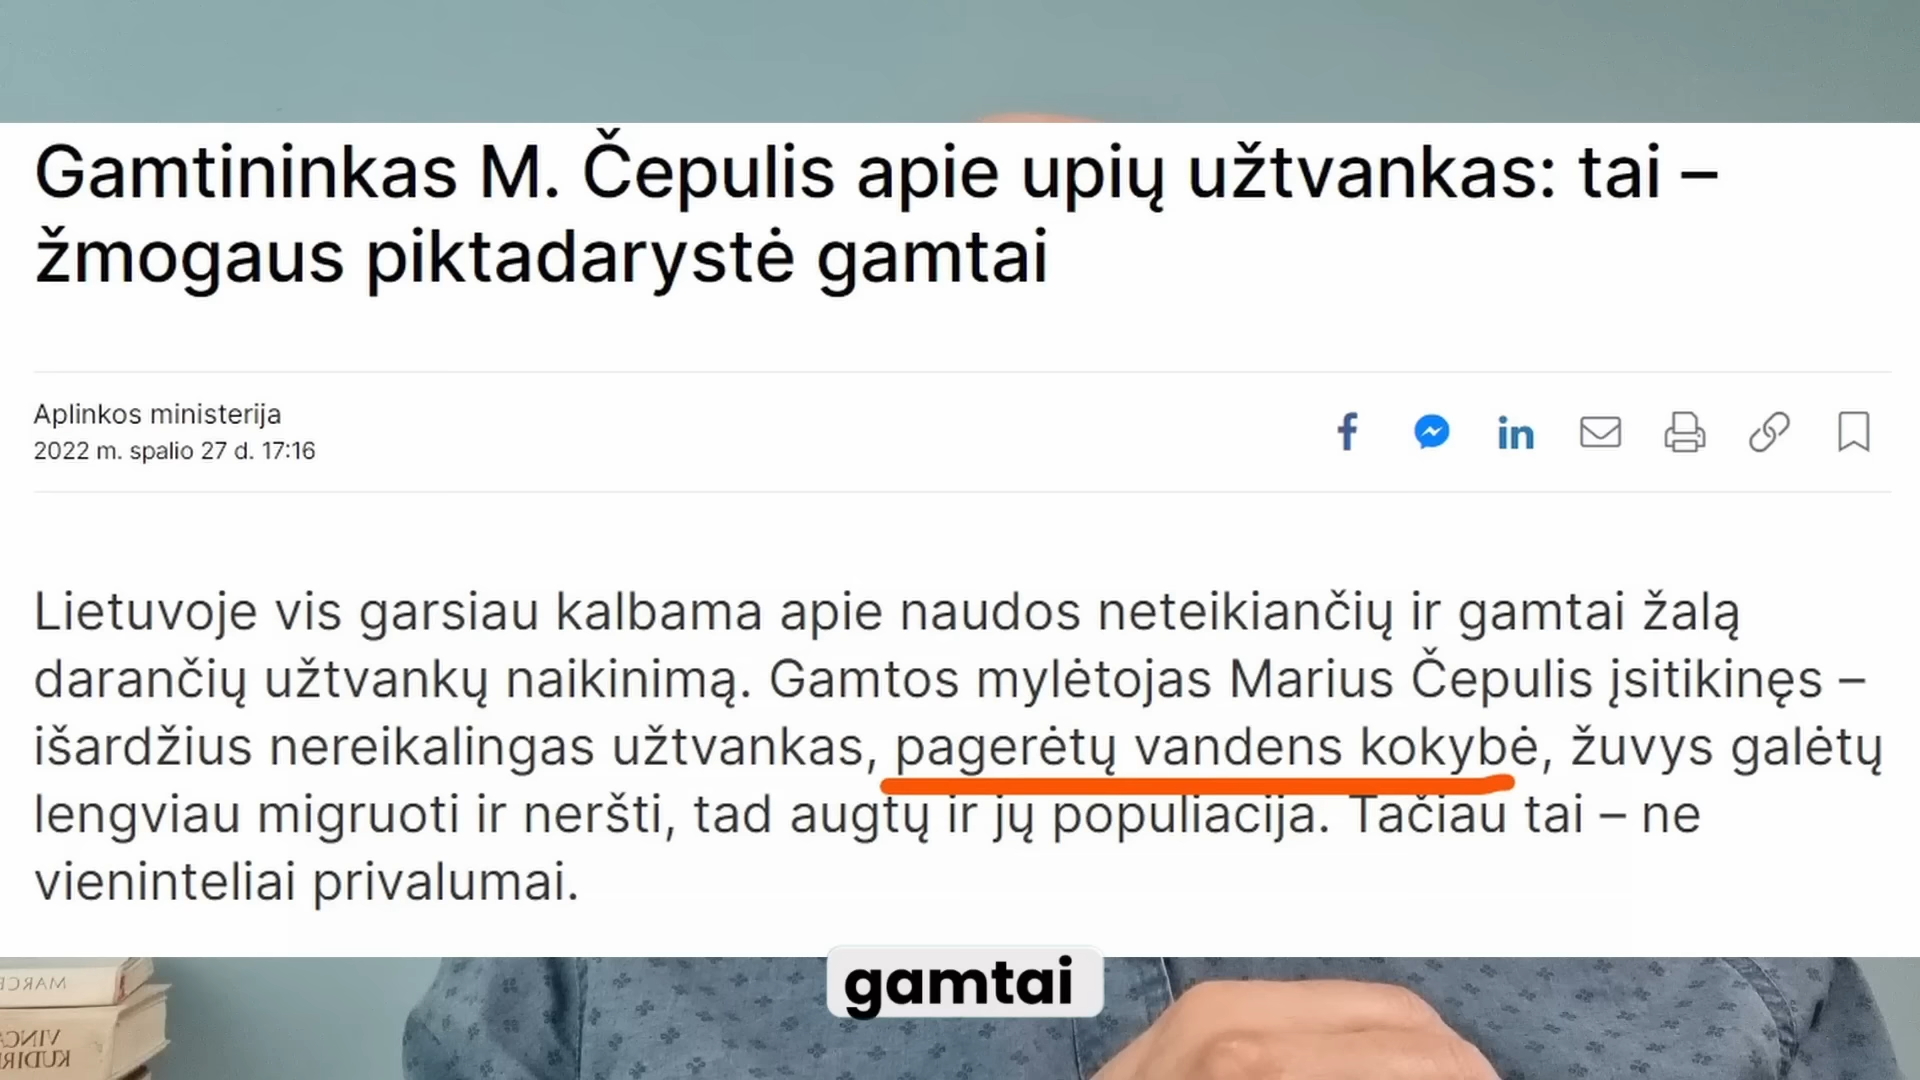 Gamtininkas M. Čepulis apie upių užtvankas: tai –
žmogaus piktadarystė gamtai
Aplinkos ministerija
2022 m. spalio 27 d. 17:16
Lietuvoje vis garsiau kalbama apie naudos neteikiančių ir gamtai žalą
darančių užtvankų naikinimą. Gamtos mylėtojas Marius Čepulis įsitikinęs –
išardžius nereikalingas užtvankas, pagerėtų vandens kokybė, žuvys galėtų
lengviau migruoti ir neršti, tad augtų ir jų populiacija. Tačiau tai – ne
vieninteliai privalumai.
gamtai